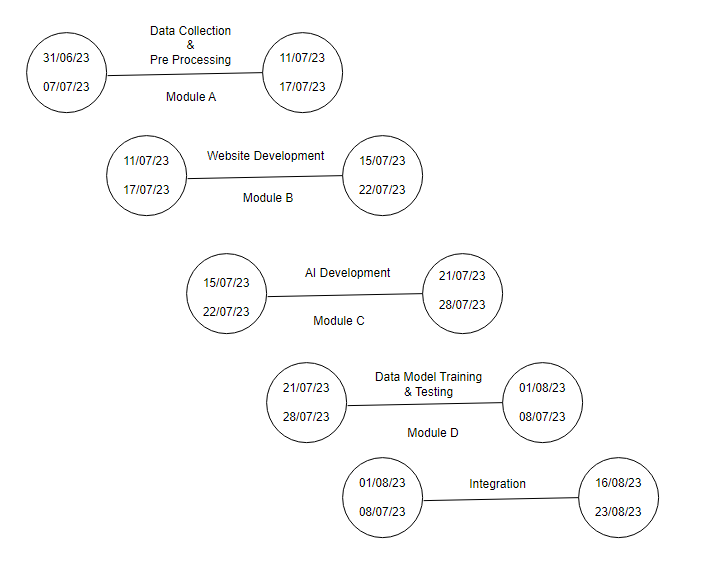 Data Collection
&
Pre Processing
31/06/23
07/07/23
11/07/23
17/07/23
Module A
Website Development
11/07/23
17/07/23
15/07/23
22/07/23
Module B
AI Development
15/07/23
22/07/23
21/07/23
28/07/23
Module C
Data Model Training
& Testing
21/07/23
28/07/23
01/08/23
08/07/23
Module D
Integration
01/08/23
08/07/23
16/08/23
23/08/23